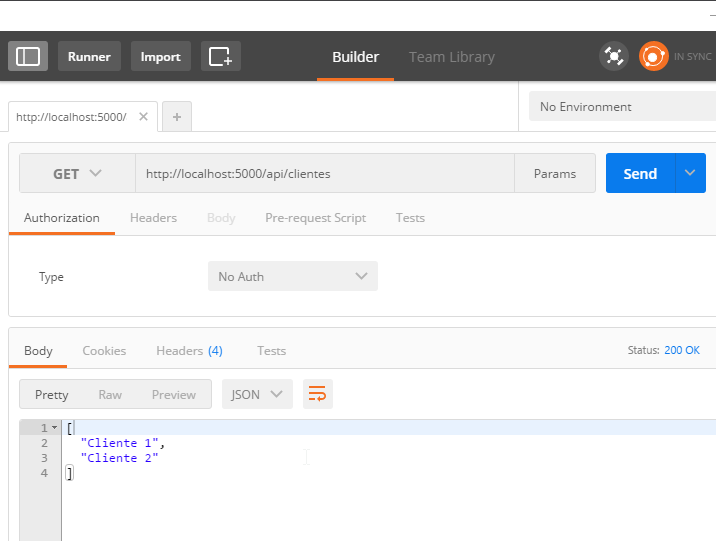 Runner Import Builder Team Library IN SYNC
http://localhost:5000/ No Environment
GET http://localhost:5000/api/clientes Params Send
Authorization Headers Body Pre-request Script Tests
Type No Auth
Body Cookies Headers (4) Tests Status: 200 OK
Pretty Raw Preview JSON
1 [
2 "Cliente 1",
3 "Cliente 2"
4 ]